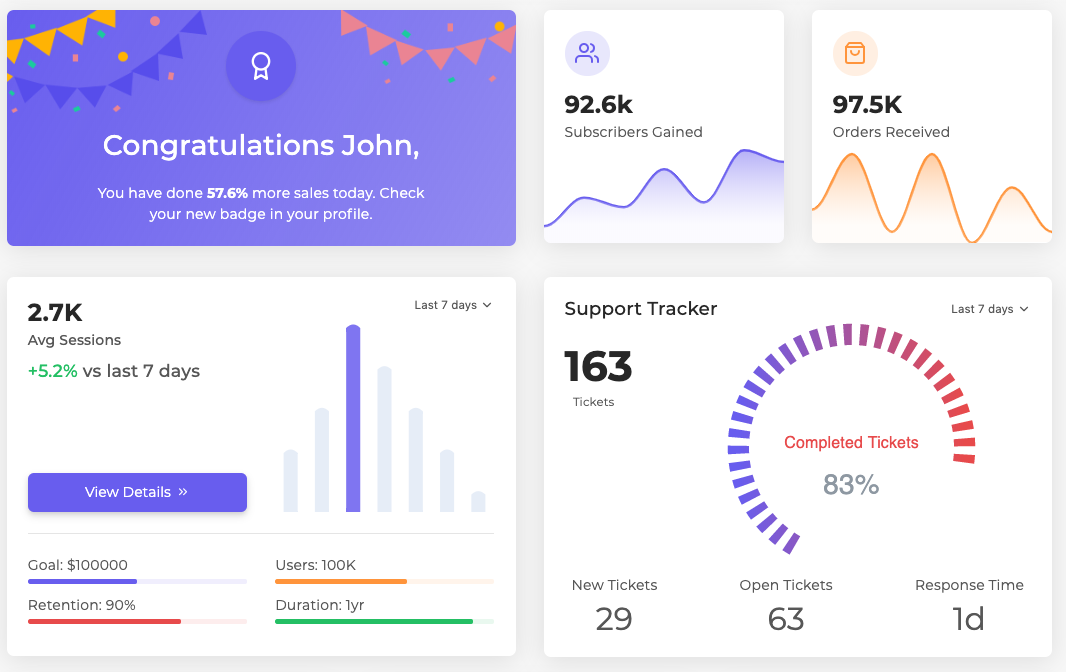 Congratulations John,
You have done 57.6% more sales today. Check
your new badge in your profile.
92.6k
Subscribers Gained
97.5K
Orders Received
2.7K
Last 7 days
Avg Sessions
+5.2% vs last 7 days
View Details »
Goal: $100000
Users: 100K
Retention: 90%
Duration: 1yr
Support Tracker
Last 7 days
163
Tickets
Completed Tickets
83%
New Tickets
Open Tickets
Response Time
29
63
1d